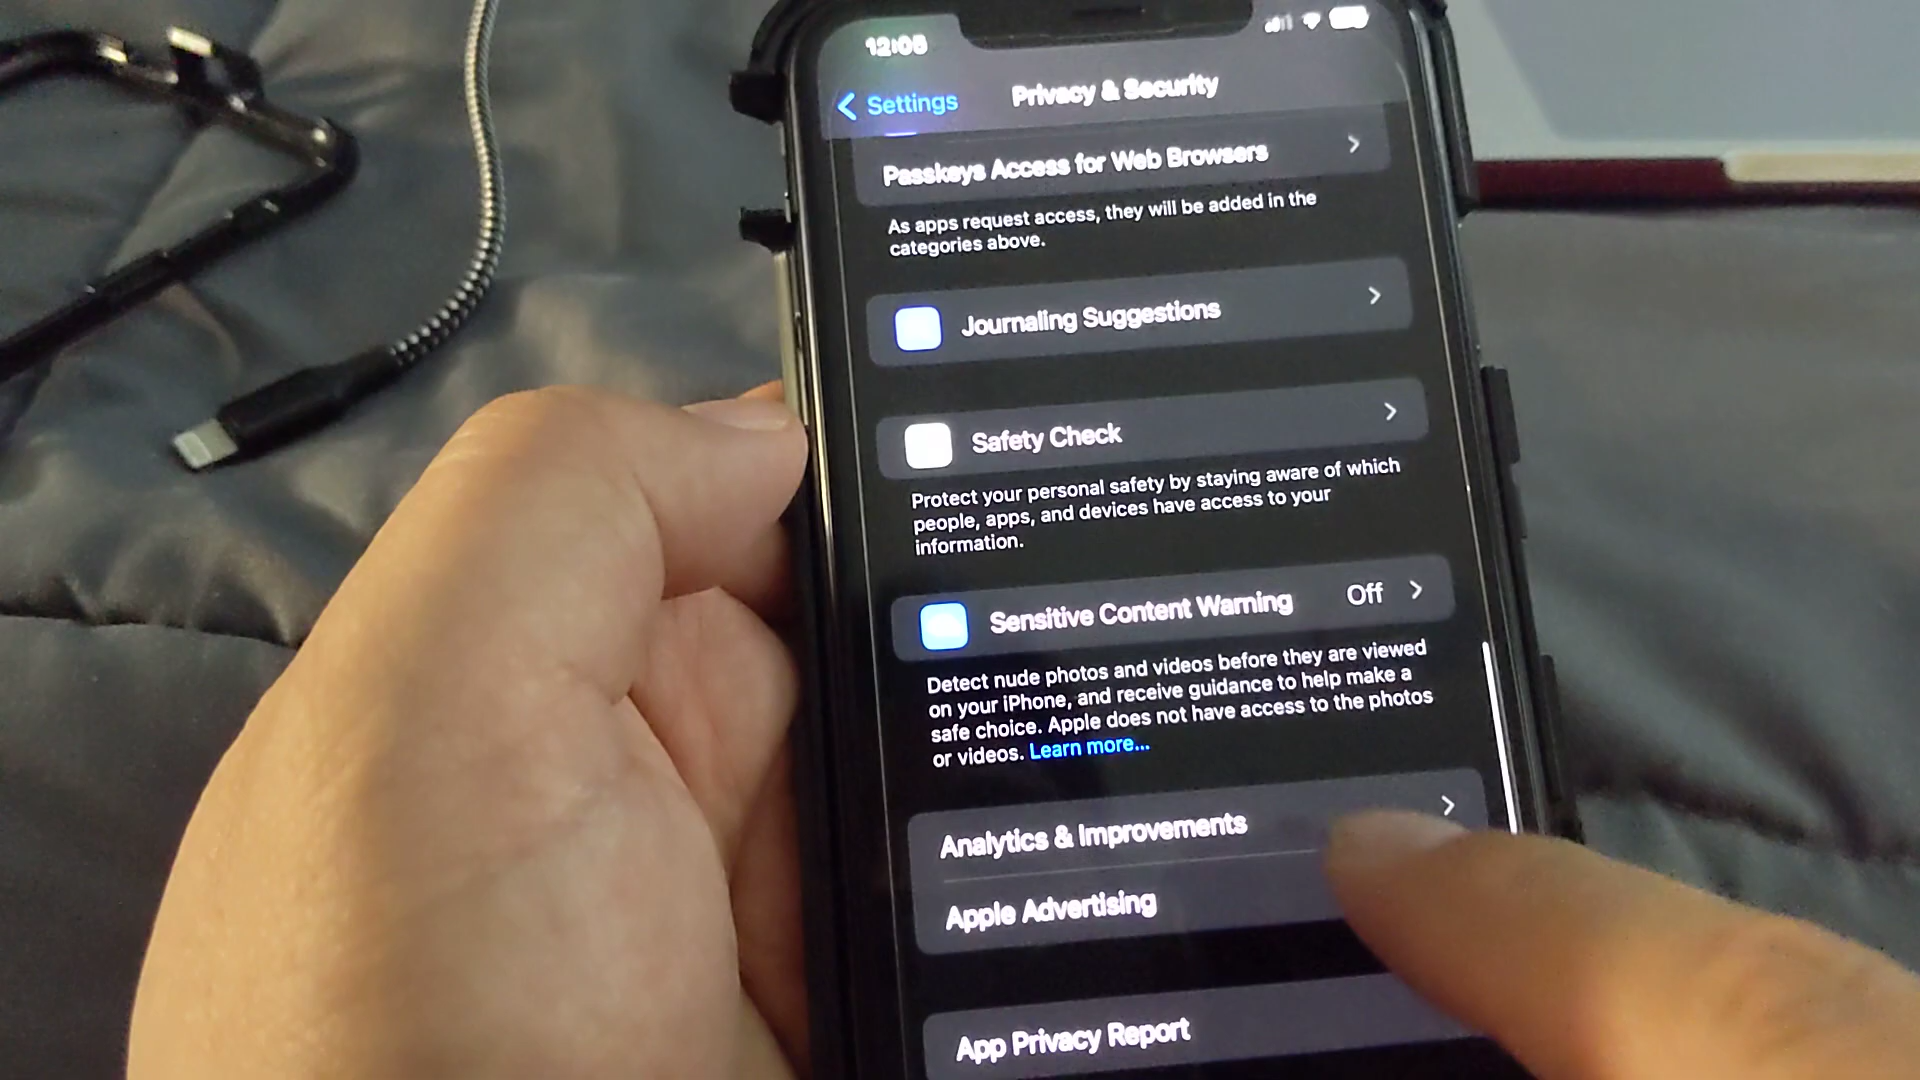 12:05
Settings
Privacy & Security
Passkeys Access for Web Browsers
As apps request access, they will be added in the
categories above.
Journaling Suggestions
Safety Check
Protect your personal safety by staying aware of which
people, apps, and devices have access to your
information.
Sensitive Content Warning Off
Detect nude photos and videos before they are viewed
on your iPhone, and receive guidance to help make a
safe choice. Apple does not have access to the photos
or videos. Learn more...
Analytics & Improvements
Apple Advertising
App Privacy Report